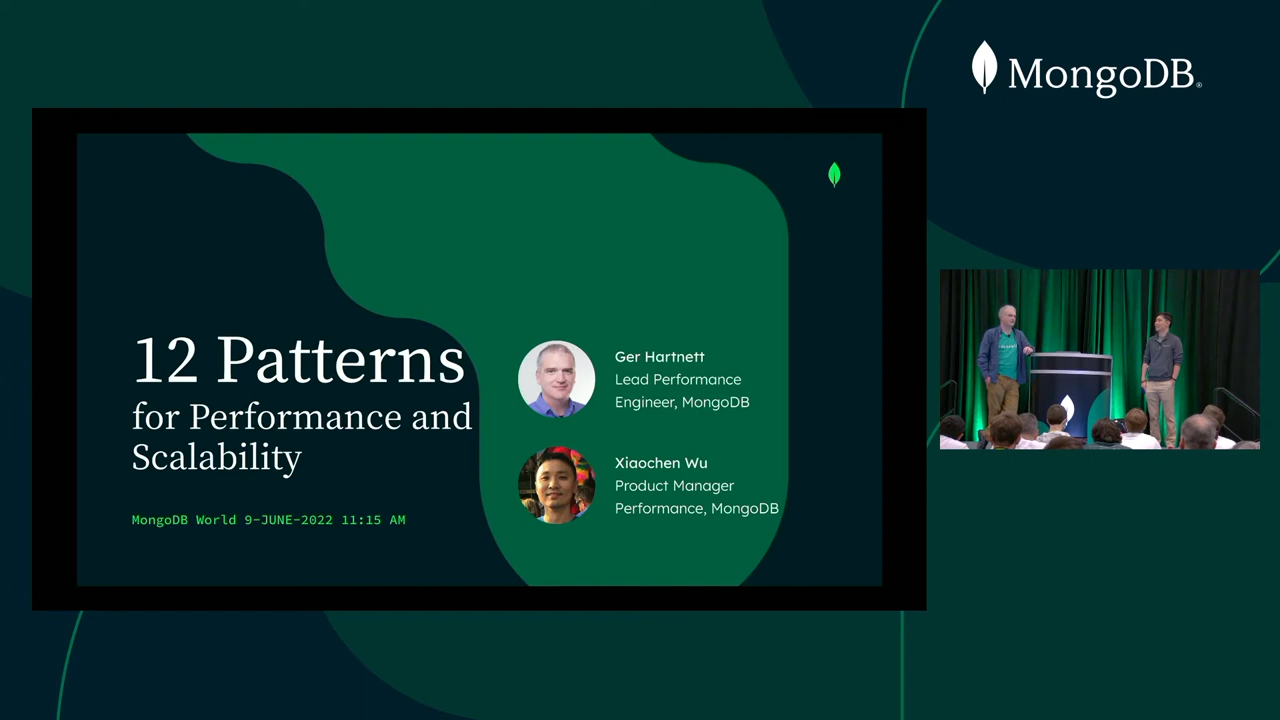 MongoDB®
12 Patterns
for Performance and
Scalability
MongoDB World 9-JUNE-2022 11:15 AM
Ger Hartnett
Lead Performance
Engineer, MongoDB
Xiaochen Wu
Product Manager
Performance, MongoDB